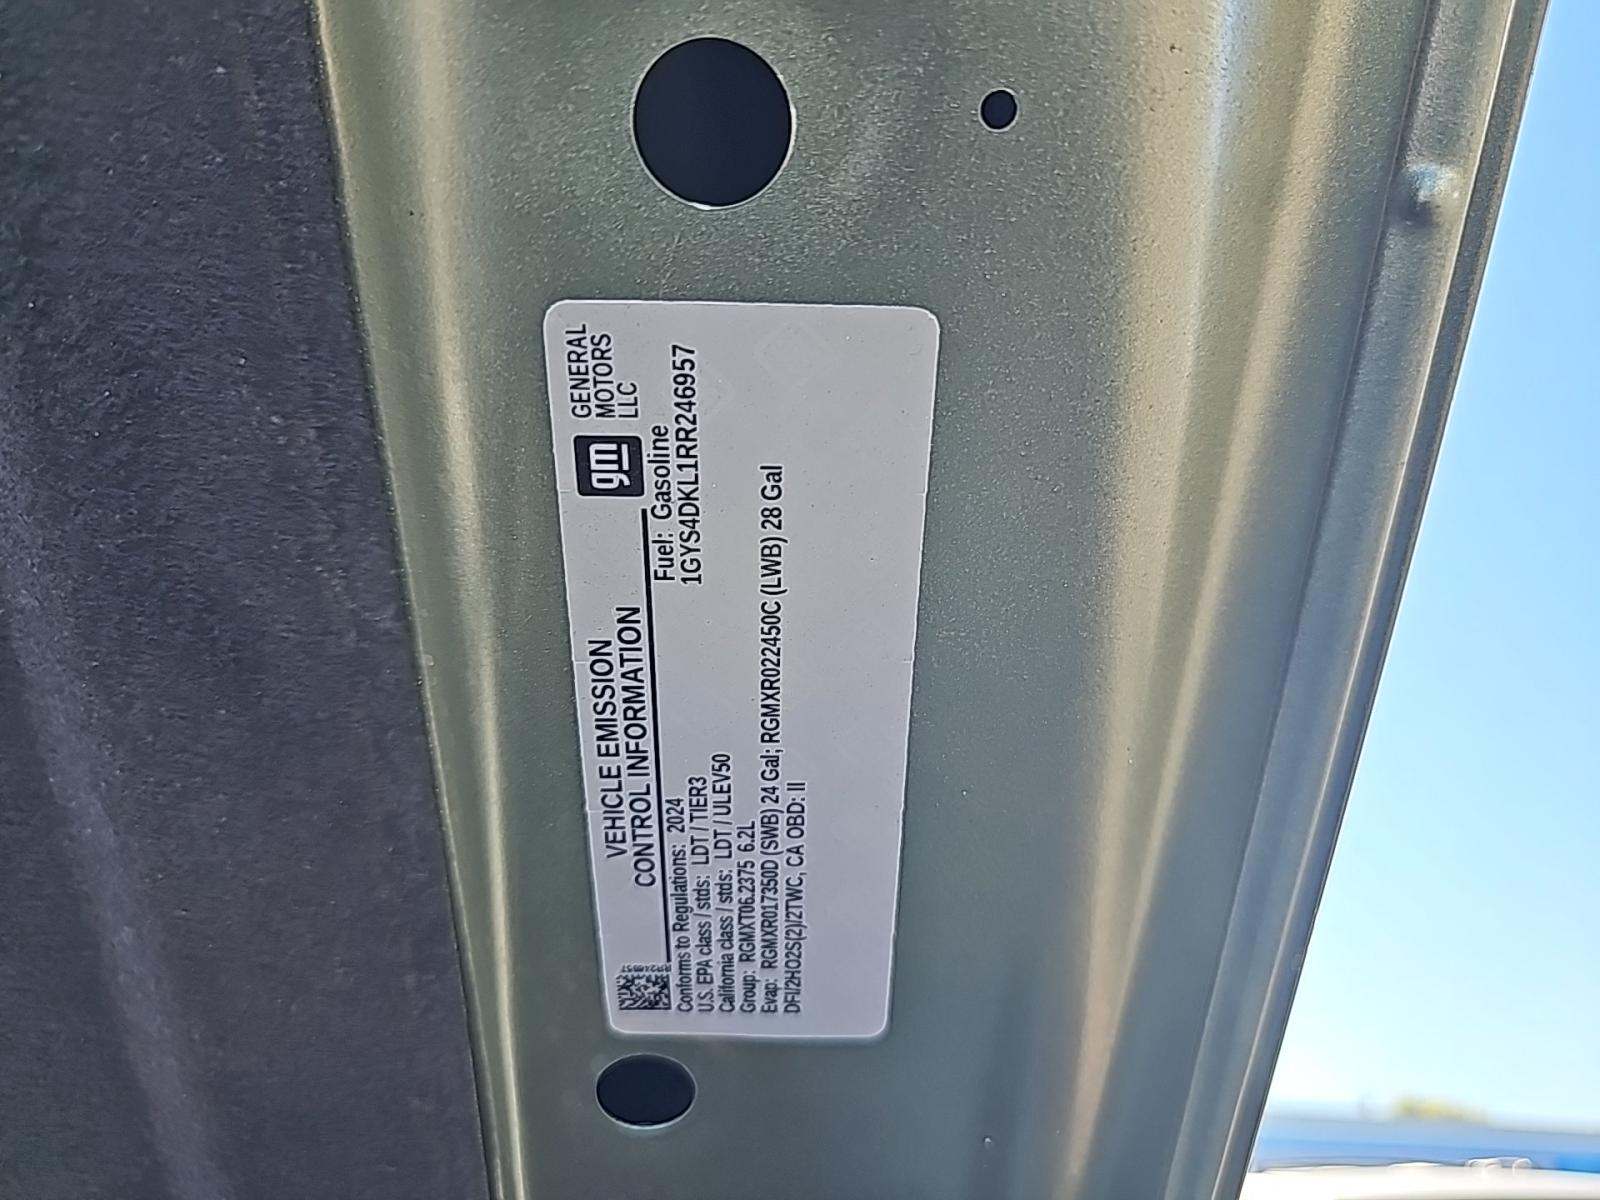 VEHICLE EMISSION
CONTROL INFORMATION
gm
GENERAL
MOTORS
LLC
Fuel: Gasoline
1GYS4DKL1RR246957
Conforms to Regulations: 2024
U.S. EPA class / stds: LDT / TIER3
California class / stds: LDT / ULEV50
Group: RGMXT06.2375 6.2L
Evap: RGMXR017350D (SWB) 24 Gal; RGMXR022450C (LWB) 28 Gal
DFI/2HO2S(2)/2TWC, CA OBD: II